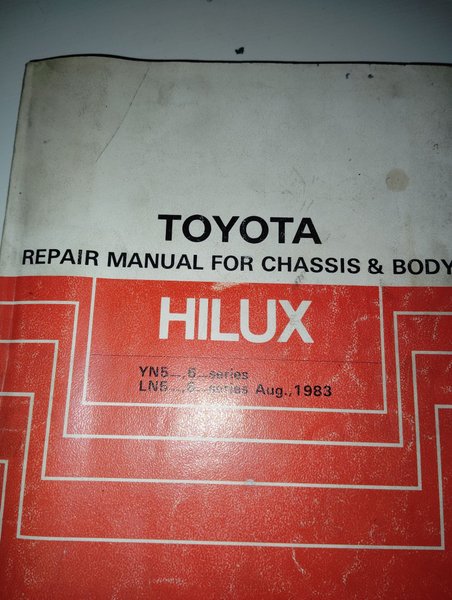 TOYOTA
REPAIR MANUAL FOR CHASSIS & BODY
HILUX
YN5_,6_series
LN5_,6_series Aug.,1983